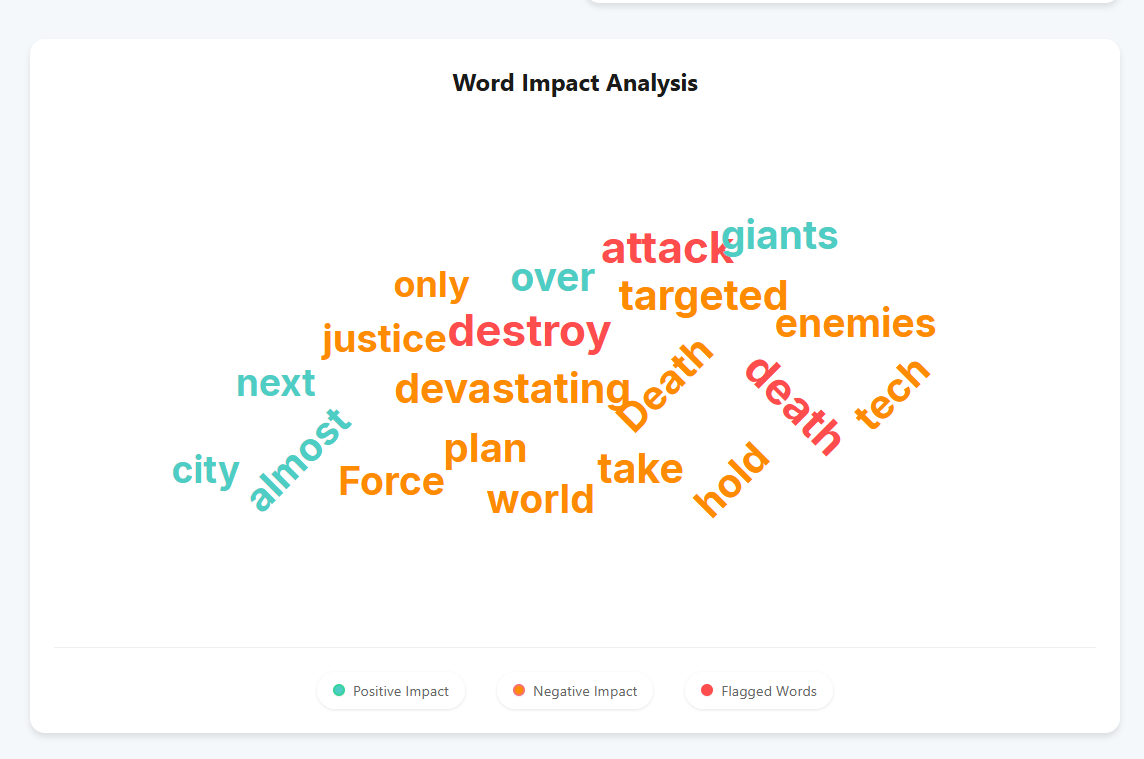 Word Impact Analysis
attack
giants
only
over
targeted
justice
destroy
enemies
next
devastating
Death
death
tech
city
almost
Force
plan
world
take
hold
Positive Impact
Negative Impact
Flagged Words